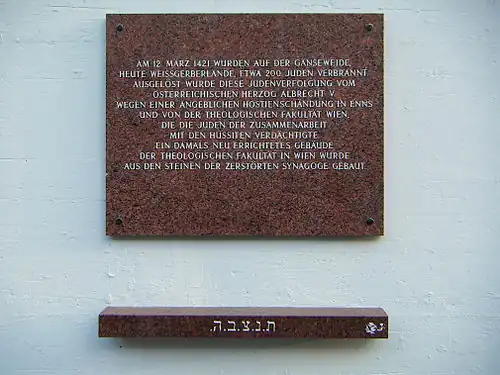 AM 12. MÄRZ 1421 WURDEN AUF DER GÄNSEWEIDE,
HEUTE WEISSGERBERLÄNDE, ETWA 200 JUDEN VERBRANNT.
AUSGELÖST WURDE DIESE JUDENVERFOLGUNG VOM
ÖSTERREICHISCHEN HERZOG ALBRECHT V.
WEGEN EINER ANGEBLICHEN HOSTIENSCHÄNDUNG IN ENNS
UND VON DER THEOLOGISCHEN FAKULTÄT WIEN,
DIE DIE JUDEN DER ZUSAMMENARBEIT
MIT DEN HUSSITEN VERDÄCHTIGTE.
EIN DAMALS NEU ERRICHTETES GEBÄUDE
DER THEOLOGISCHEN FAKULTÄT IN WIEN WURDE
AUS DEN STEINEN DER ZERSTÖRTEN SYNAGOGE GEBAUT.
ת.נ.צ.ב.ה.